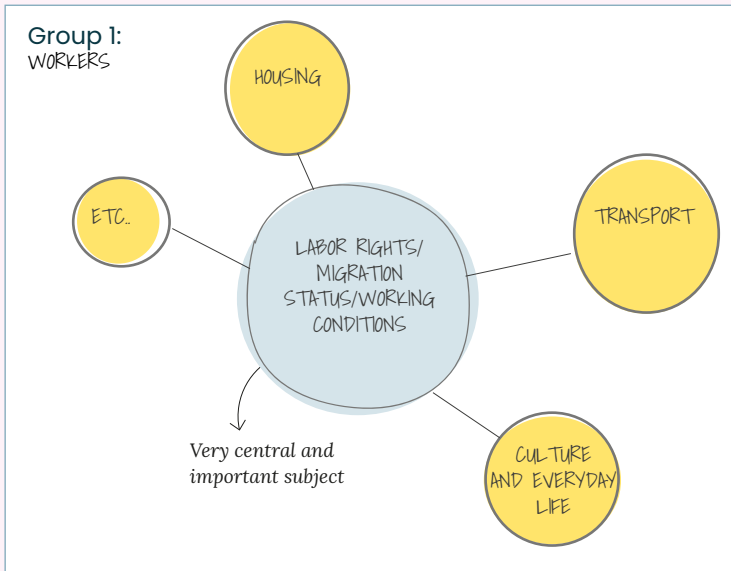 Group 1:
WORKERS
HOUSING
ETC..
TRANSPORT
LABOR RIGHTS/
MIGRATION
STATUS/WORKING
CONDITIONS
Very central and
important subject
CULTURE
AND EVERYDAY
LIFE